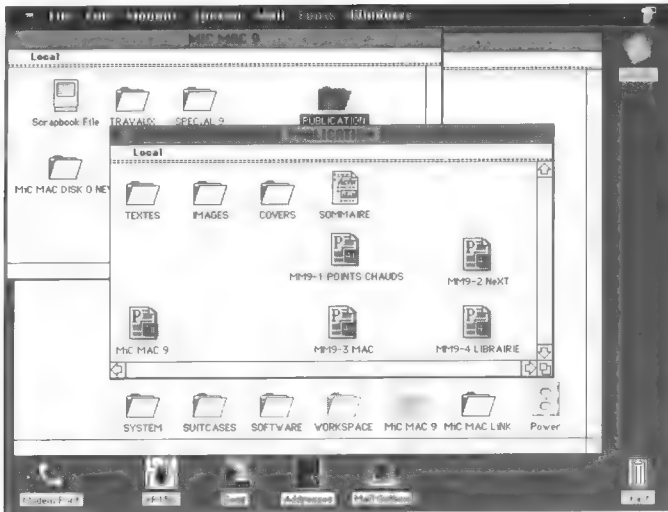 MIC MAC 9
Local
Scrapbook File TRAVAUX SPECIAL 9 PUBLICATION
PUBLICATION
Local
MIC MAC DISK O NE
TEXTES IMAGES COVERS SOMMAIRE
MM9-1 POINTS CHAUDS MM9-2 NeXT
MIC MAC 9 MM9-3 MAC MM9-4 LIBRAIRIE
SYSTEM SUITCASES SOFTWARE WORKSPACE MIC MAC 9 MIC MAC LINK Power
Addresses